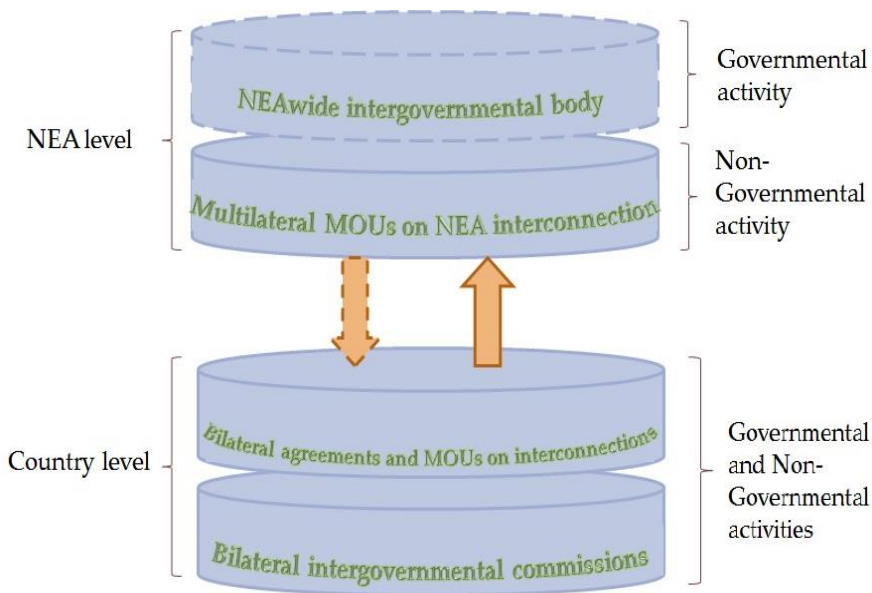 Governmental
activity
NEAwide intergovernmental body
NEA level
Non-
Governmental
activity
Multilateral MOUs on NEA interconnection
Bilateral agreements and MOUs on interconnections
Country level
Governmental
and Non-
Governmental
activities
Bilateral intergovernmental commissions